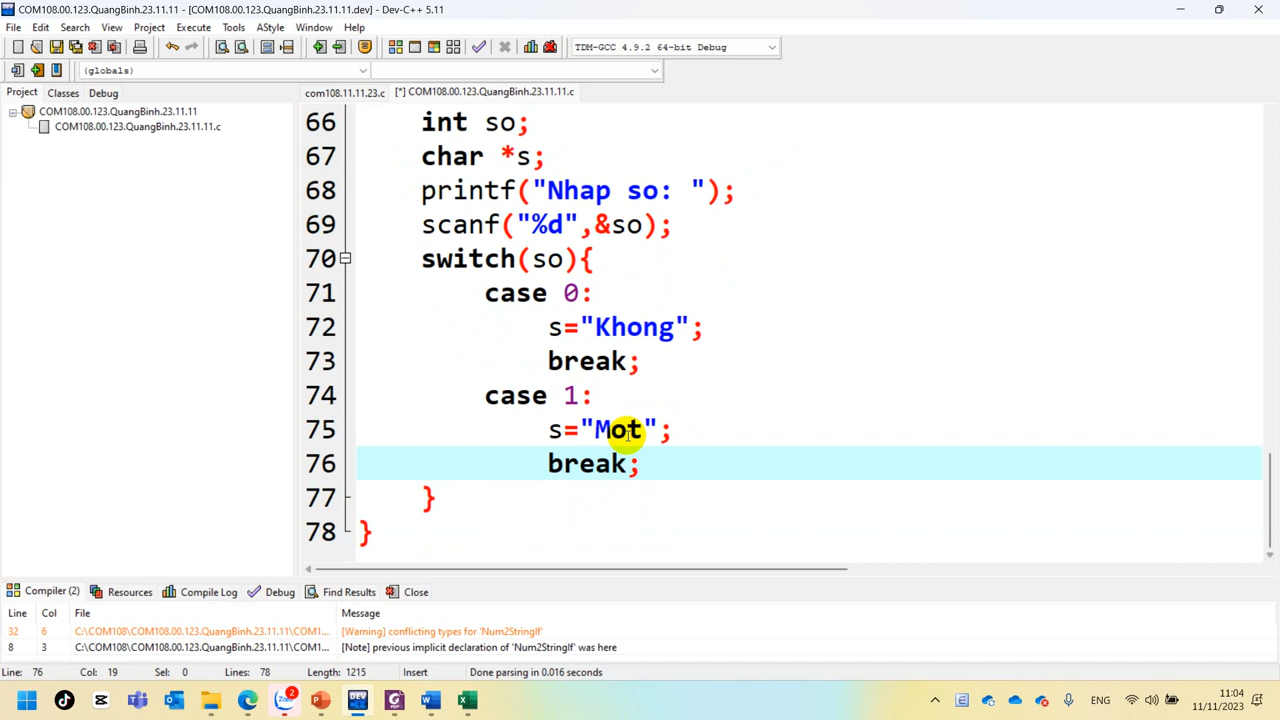 COM108.00.123.QuangBinh.23.11.11 - [COM108.00.123.QuangBinh.23.11.11.dev] - Dev-C++ 5.11
File Edit Search View Project Execute Tools AStyle Window Help
TDM-GCC 4.9.2 64-bit Debug
(globals)
Project Classes Debug
com108.11.11.23.c [*] COM108.00.123.QuangBinh.23.11.11.c
COM108.00.123.QuangBinh.23.11.11
COM108.00.123.QuangBinh.23.11.11.c
66 int so;
67 char *s;
68 printf("Nhap so: ");
69 scanf("%d",&so);
70 switch(so){
71 case 0:
72 s="Khong";
73 break;
74 case 1:
75 s="Mot";
76 break;
77 }
78 }
Compiler (2) Resources Compile Log Debug Find Results Close
Line Col File Message
32 6 C:\COM108\COM108.00.123.QuangBinh.23.11.11\COM1... [Warning] conflicting types for 'Num2StringIf'
8 3 C:\COM108\COM108.00.123.QuangBinh.23.11.11\COM1... [Note] previous implicit declaration of 'Num2StringIf' was here
Line: 76 Col: 19 Sel: 0 Lines: 78 Length: 1215 Insert Done parsing in 0.016 seconds
Zalo 2 DEV
ENG 11:04
11/11/2023